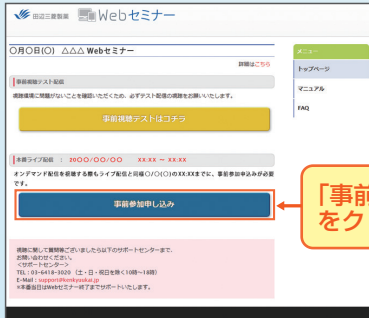 田辺三菱製薬 Webセミナー
○月○日(○) △△△ Webセミナー
詳細はこちら
事前視聴テスト配信
視聴環境に問題がないことを確認いただくため、必ずテスト配信の視聴をお願いいたします。
事前視聴テストはコチラ
本番ライブ配信 : 20○○/○○/○○ XX:XX ～ XX:XX
オンデマンド配信を視聴する際もライブ配信と同様○/○(○)のXX:XXまでに、事前参加申込みが必要
です。
事前参加申し込み
視聴に関して質問等ございましたら以下のサポートセンターまで、
お問い合わせください。
<サポートセンター>
TEL：03-6418-3020 （土・日・祝日を除く10時～18時）
E-Mail：support@kenkyuukai.jp
※本番当日はWebセミナー終了までサポートいたします。
メニュー
トップページ
マニュアル
FAQ
「事前
をク